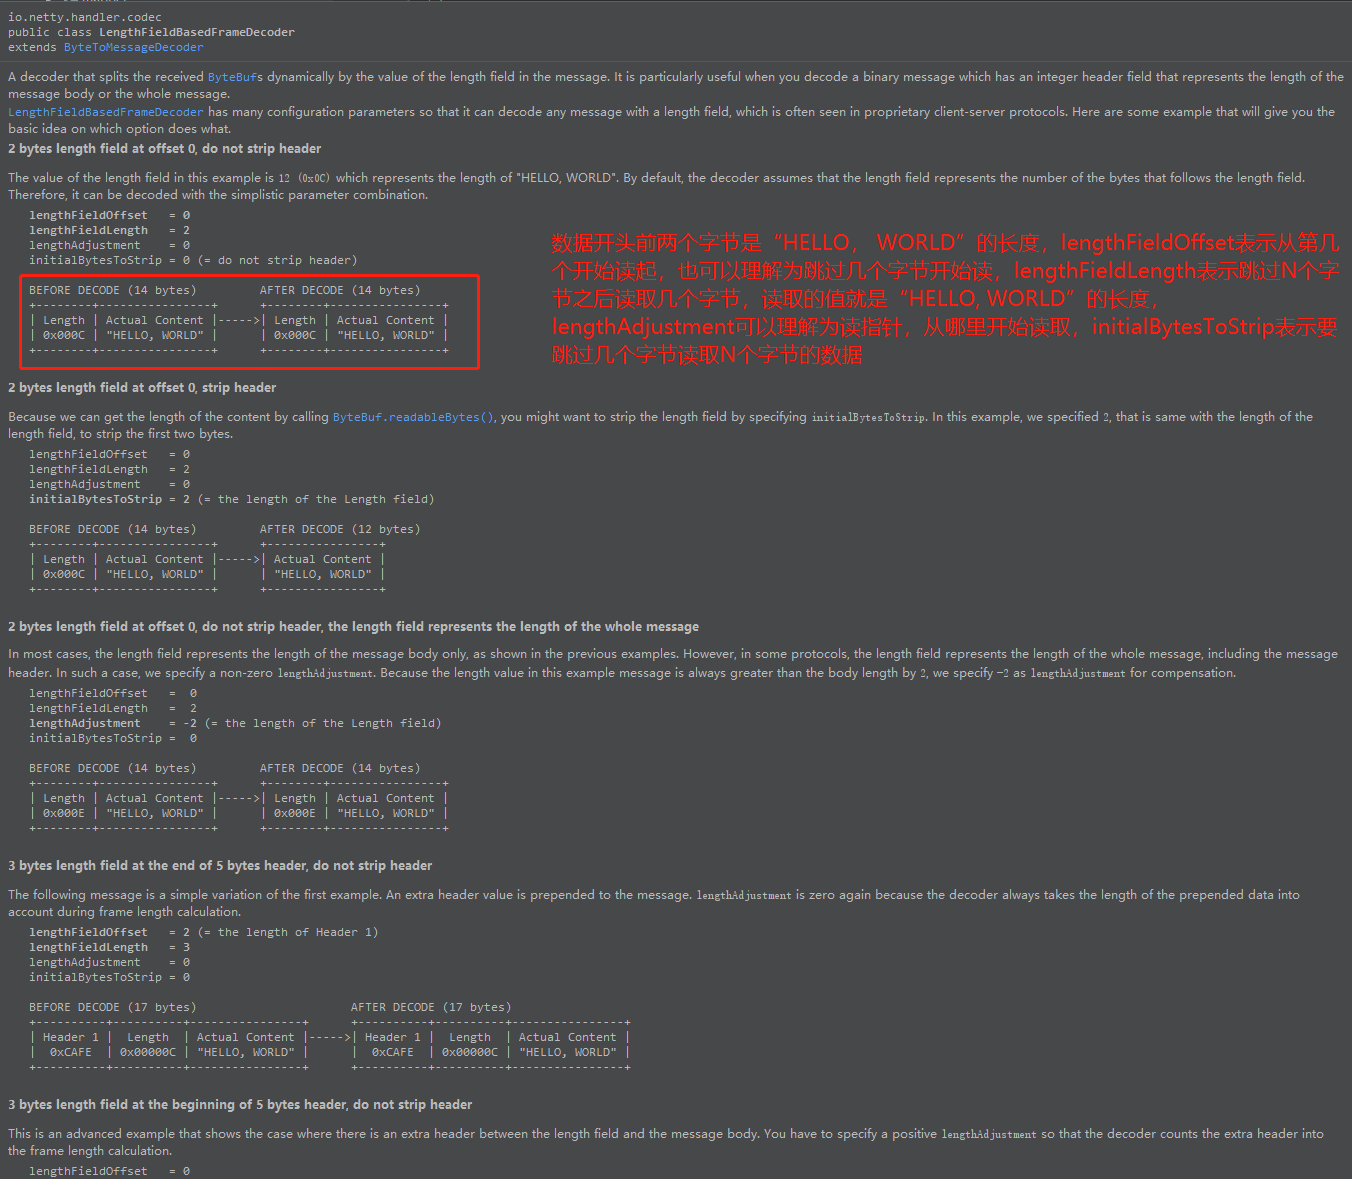 io.netty.handler.codec
public class LengthFieldBasedFrameDecoder
extends ByteToMessageDecoder
A decoder that splits the received ByteBufs dynamically by the value of the length field in the message. It is particularly useful when you decode a binary message which has an integer header field that represents the length of the
message body or the whole message.
LengthFieldBasedFrameDecoder has many configuration parameters so that it can decode any message with a length field, which is often seen in proprietary client-server protocols. Here are some example that will give you the
basic idea on which option does what.
2 bytes length field at offset 0, do not strip header
The value of the length field in this example is 12 (0x0C) which represents the length of "HELLO, WORLD". By default, the decoder assumes that the length field represents the number of the bytes that follows the length field.
Therefore, it can be decoded with the simplistic parameter combination.
lengthFieldOffset   = 0
lengthFieldLength   = 2
lengthAdjustment    = 0
initialBytesToStrip = 0 (= do not strip header)
数据开头前两个字节是“HELLO， WORLD”的长度，lengthFieldOffset表示从第几
个开始读起，也可以理解为跳过几个字节开始读，lengthFieldLength表示跳过N个字
节之后读取几个字节，读取的值就是“HELLO, WORLD”的长度，
lengthAdjustment可以理解为读指针，从哪里开始读取，initialBytesToStrip表示要
跳过几个字节读取N个字节的数据
BEFORE DECODE (14 bytes)         AFTER DECODE (14 bytes)
+--------+----------------+      +--------+----------------+
| Length | Actual Content |----->| Length | Actual Content |
| 0x000C | "HELLO, WORLD" |      | 0x000C | "HELLO, WORLD" |
+--------+----------------+      +--------+----------------+
2 bytes length field at offset 0, strip header
Because we can get the length of the content by calling ByteBuf.readableBytes(), you might want to strip the length field by specifying initialBytesToStrip. In this example, we specified 2, that is same with the length of the
length field, to strip the first two bytes.
lengthFieldOffset   = 0
lengthFieldLength   = 2
lengthAdjustment    = 0
initialBytesToStrip = 2 (= the length of the Length field)
BEFORE DECODE (14 bytes)         AFTER DECODE (12 bytes)
+--------+----------------+      +----------------+
| Length | Actual Content |----->| Actual Content |
| 0x000C | "HELLO, WORLD" |      | "HELLO, WORLD" |
+--------+----------------+      +----------------+
2 bytes length field at offset 0, do not strip header, the length field represents the length of the whole message
In most cases, the length field represents the length of the message body only, as shown in the previous examples. However, in some protocols, the length field represents the length of the whole message, including the message
header. In such a case, we specify a non-zero lengthAdjustment. Because the length value in this example message is always greater than the body length by 2, we specify -2 as lengthAdjustment for compensation.
lengthFieldOffset   =  0
lengthFieldLength   =  2
lengthAdjustment    = -2 (= the length of the Length field)
initialBytesToStrip =  0
BEFORE DECODE (14 bytes)         AFTER DECODE (14 bytes)
+--------+----------------+      +--------+----------------+
| Length | Actual Content |----->| Length | Actual Content |
| 0x000E | "HELLO, WORLD" |      | 0x000E | "HELLO, WORLD" |
+--------+----------------+      +--------+----------------+
3 bytes length field at the end of 5 bytes header, do not strip header
The following message is a simple variation of the first example. An extra header value is prepended to the message. lengthAdjustment is zero again because the decoder always takes the length of the prepended data into
account during frame length calculation.
lengthFieldOffset   = 2 (= the length of Header 1)
lengthFieldLength   = 3
lengthAdjustment    = 0
initialBytesToStrip = 0
BEFORE DECODE (17 bytes)                      AFTER DECODE (17 bytes)
+----------+----------+----------------+      +----------+----------+----------------+
| Header 1 |  Length  | Actual Content |----->| Header 1 |  Length  | Actual Content |
|  0xCAFE  | 0x00000C | "HELLO, WORLD" |      |  0xCAFE  | 0x00000C | "HELLO, WORLD" |
+----------+----------+----------------+      +----------+----------+----------------+
3 bytes length field at the beginning of 5 bytes header, do not strip header
This is an advanced example that shows the case where there is an extra header between the length field and the message body. You have to specify a positive lengthAdjustment so that the decoder counts the extra header into
the frame length calculation.
lengthFieldOffset   = 0